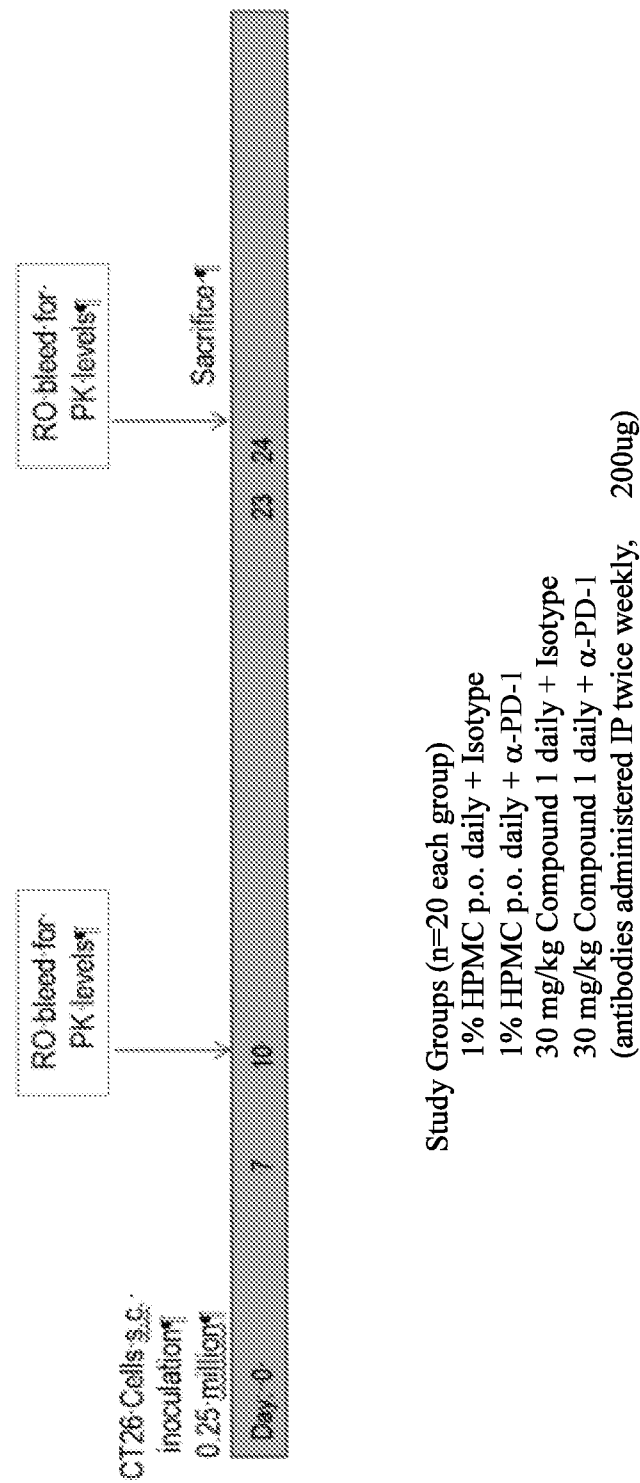 CT26·Cells·s.c.·
inoculation¶
0.25·million¶
RO·bleed·for·
PK·levels¶
RO·bleed·for·
PK·levels¶
Sacrifice·¶
Day· 0 7 10 23 24
Study Groups (n=20 each group)
1% HPMC p.o. daily + Isotype
1% HPMC p.o. daily + α-PD-1
30 mg/kg Compound 1 daily + Isotype
30 mg/kg Compound 1 daily + α-PD-1
(antibodies administered IP twice weekly, 200ug)